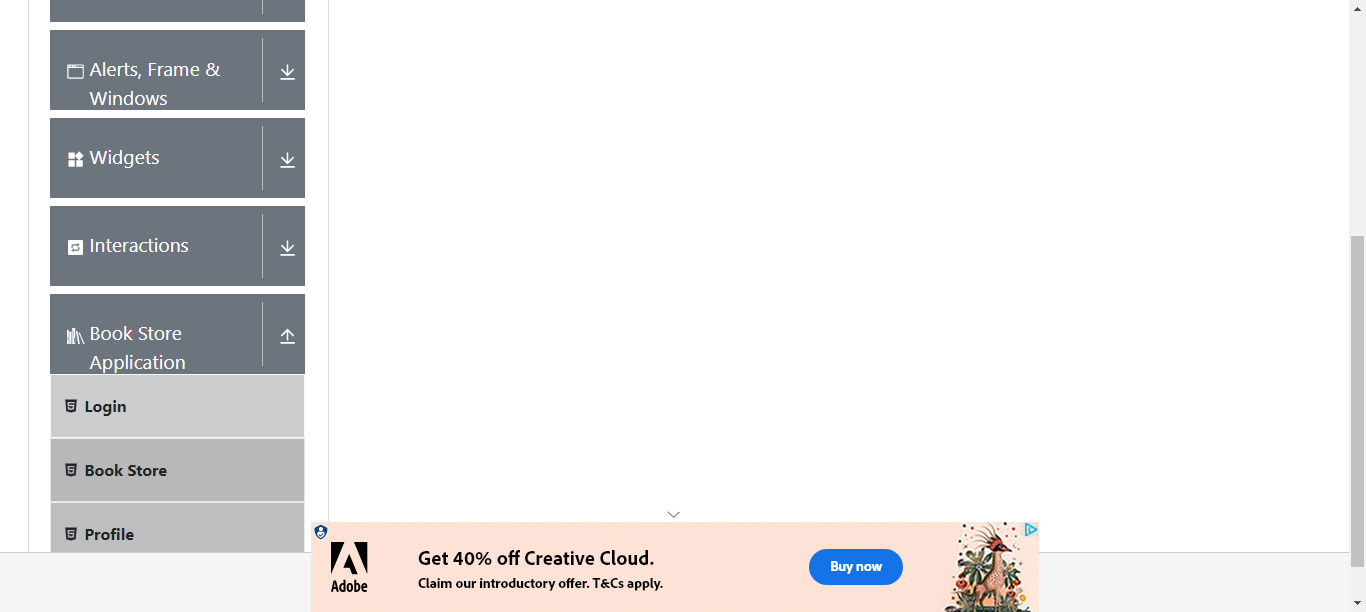 Alerts, Frame &
Windows
Widgets
Interactions
Book Store
Application
Login
Book Store
Profile
Adobe
Get 40% off Creative Cloud.
Claim our introductory offer. T&Cs apply.
Buy now